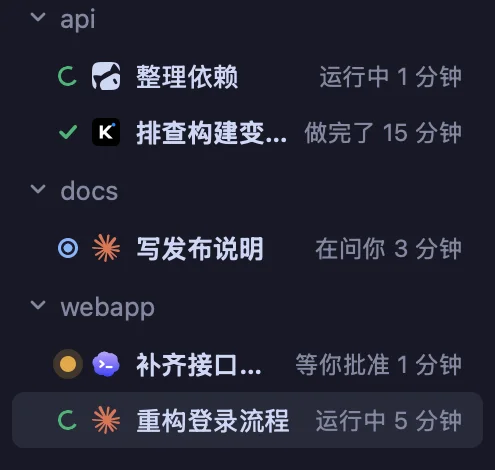 api
整理依赖 运行中 1 分钟
排查构建变… 做完了 15 分钟
docs
写发布说明 在问你 3 分钟
webapp
补齐接口… 等你批准 1 分钟
重构登录流程 运行中 5 分钟